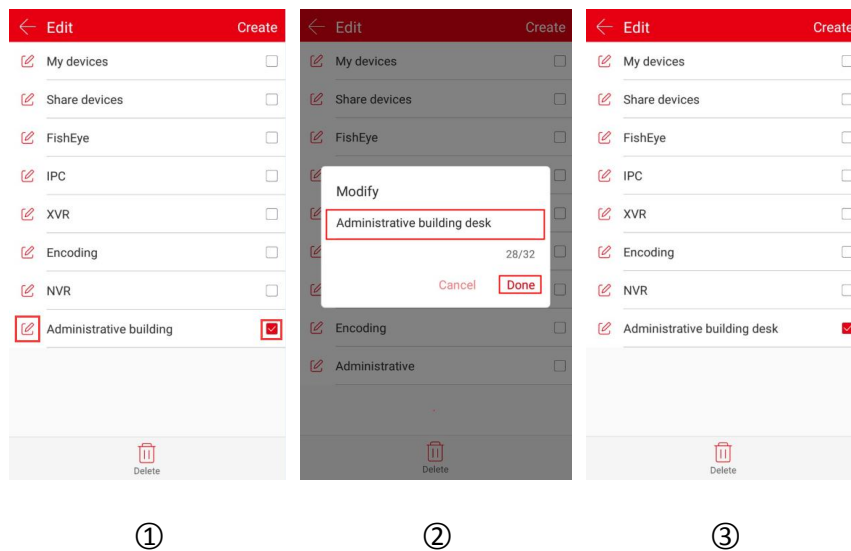 Edit Create
My devices
Share devices
FishEye
IPC
XVR
Encoding
NVR
Administrative building
Delete
①
Edit Create
My devices
Share devices
FishEye
Modify
Administrative building desk
28/32
Cancel Done
Encoding
Administrative
Delete
②
Edit Create
My devices
Share devices
FishEye
IPC
XVR
Encoding
NVR
Administrative building desk
Delete
③